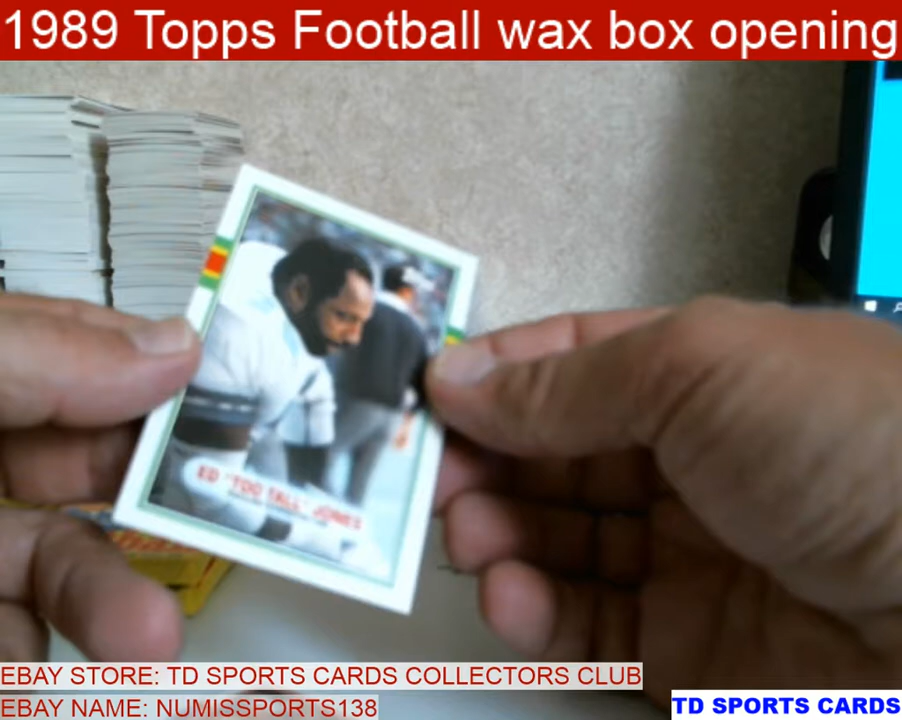 1989 Topps Football wax box opening
ED "TOO TALL" JONES
EBAY STORE: TD SPORTS CARDS COLLECTORS CLUB
EBAY NAME: NUMISSPORTS138
TD SPORTS CARDS